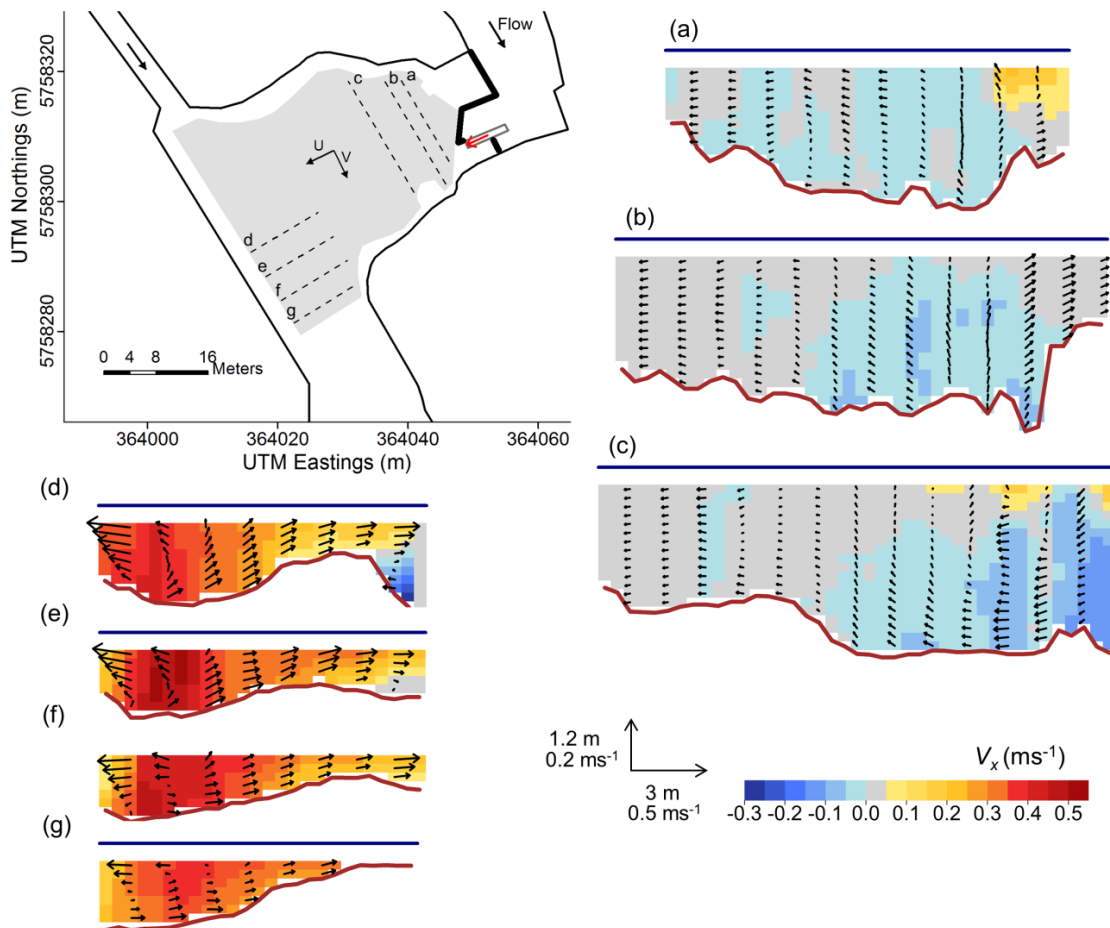 Flow
c
b
a
U
V
d
e
f
g
0 4 8 16
Meters
5758320
5758300
5758280
UTM Northings (m)
364000 364020 364040 364060
UTM Eastings (m)
(a)
(b)
(c)
(d)
(e)
(f)
(g)
1.2 m
0.2 ms-1
3 m
0.5 ms-1
Vx (ms-1)
-0.3 -0.2 -0.1 0.0 0.1 0.2 0.3 0.4 0.5